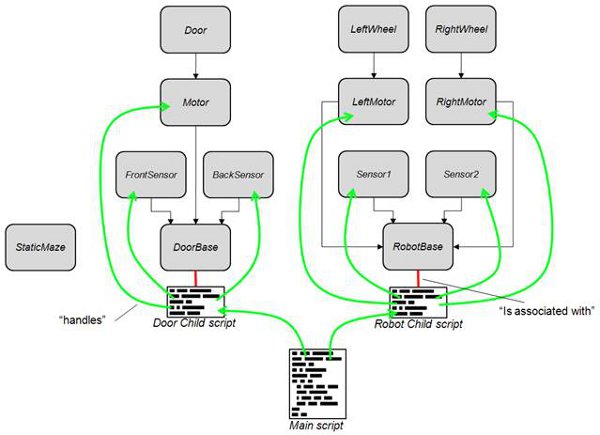 Door
LeftWheel
RightWheel
Motor
LeftMotor
RightMotor
FrontSensor
BackSensor
Sensor1
Sensor2
StaticMaze
DoorBase
RobotBase
“handles”
Door Child script
Robot Child script
“Is associated with”
Main script